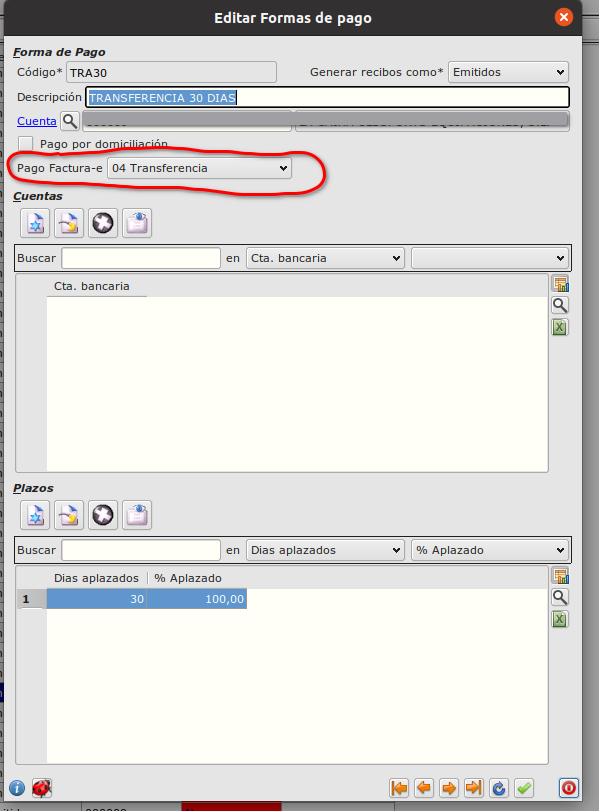 Editar Formas de pago
Forma de Pago
Código* TRA30 Generar recibos como* Emitidos
Descripción TRANSFERENCIA 30 DIAS
Cuenta
Pago por domiciliación
Pago Factura-e 04 Transferencia
Cuentas
Buscar en Cta. bancaria
Cta. bancaria
Plazos
Buscar en Dias aplazados % Aplazado
Dias aplazados % Aplazado
1 30 100,00